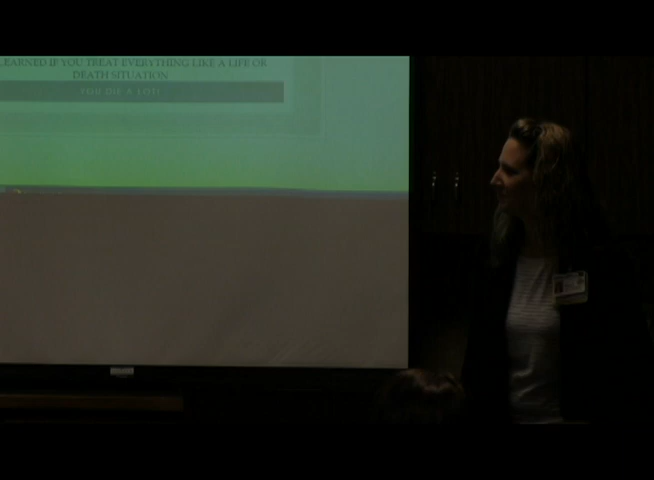 LEARNED IF YOU TREAT EVERYTHING LIKE A LIFE OR
DEATH SITUATION
YOU DIE A LOT!